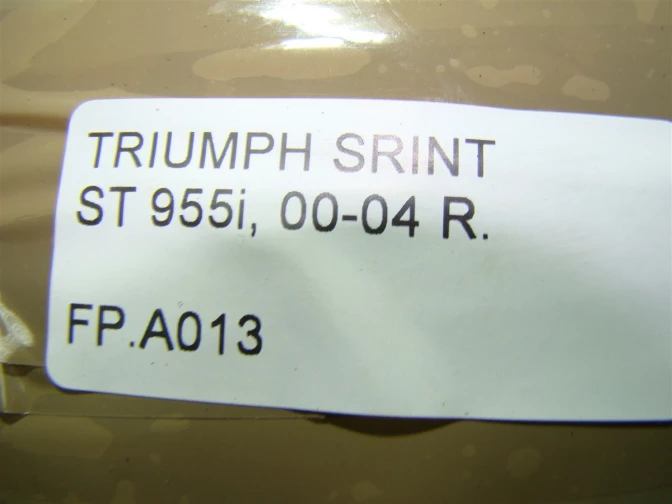 TRIUMPH SRINT
ST 955i, 00-04 R.
FP.A013